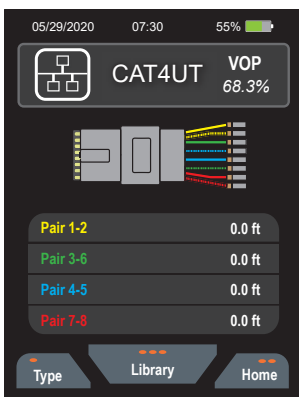 05/29/2020 07:30 55%
CAT4UT VOP
68.3%
Pair 1-2 0.0 ft
Pair 3-6 0.0 ft
Pair 4-5 0.0 ft
Pair 7-8 0.0 ft
Type Library Home